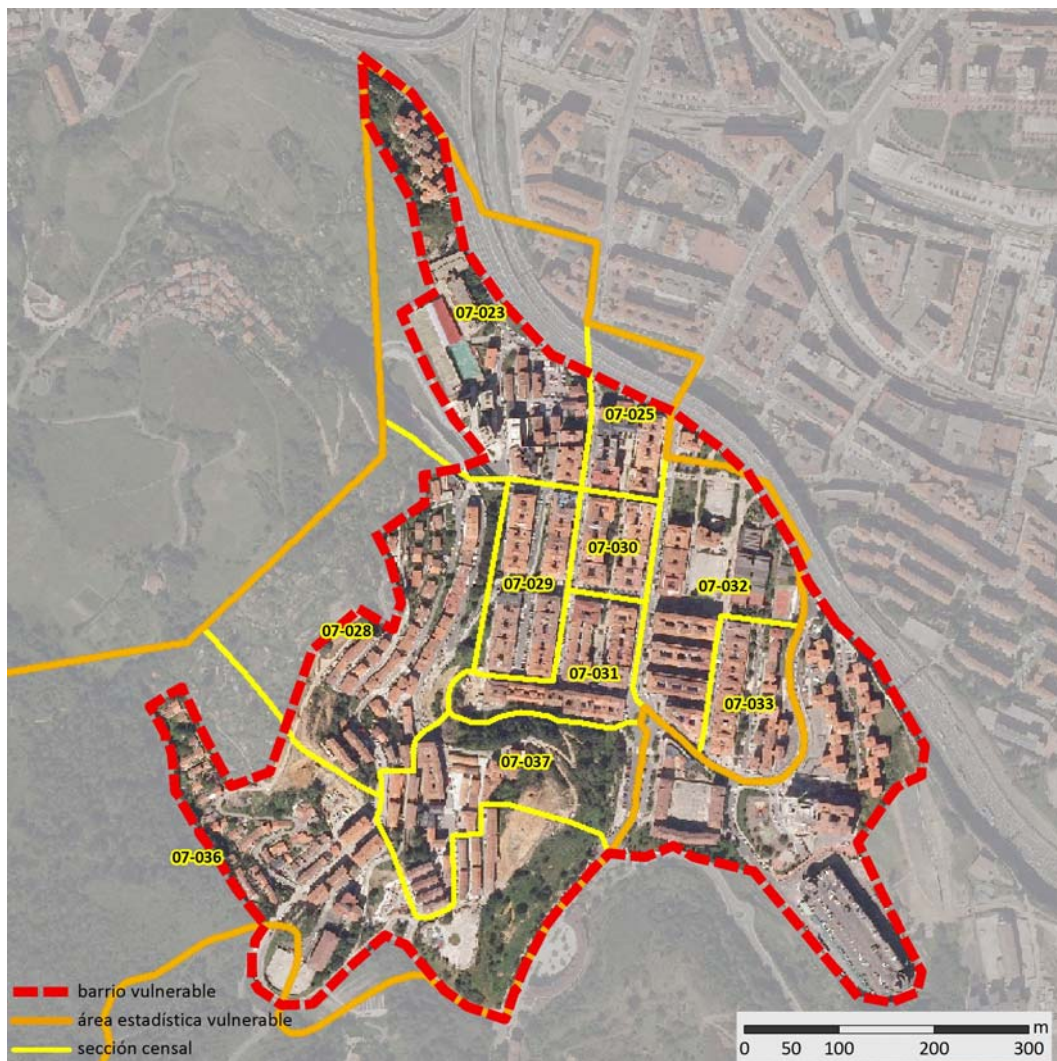 07-023
07-025
07-030
07-029
07-032
07-028
07-031
07-033
07-037
07-036
barrio vulnerable
área estadística vulnerable
sección censal
m
0 50 100 200 300